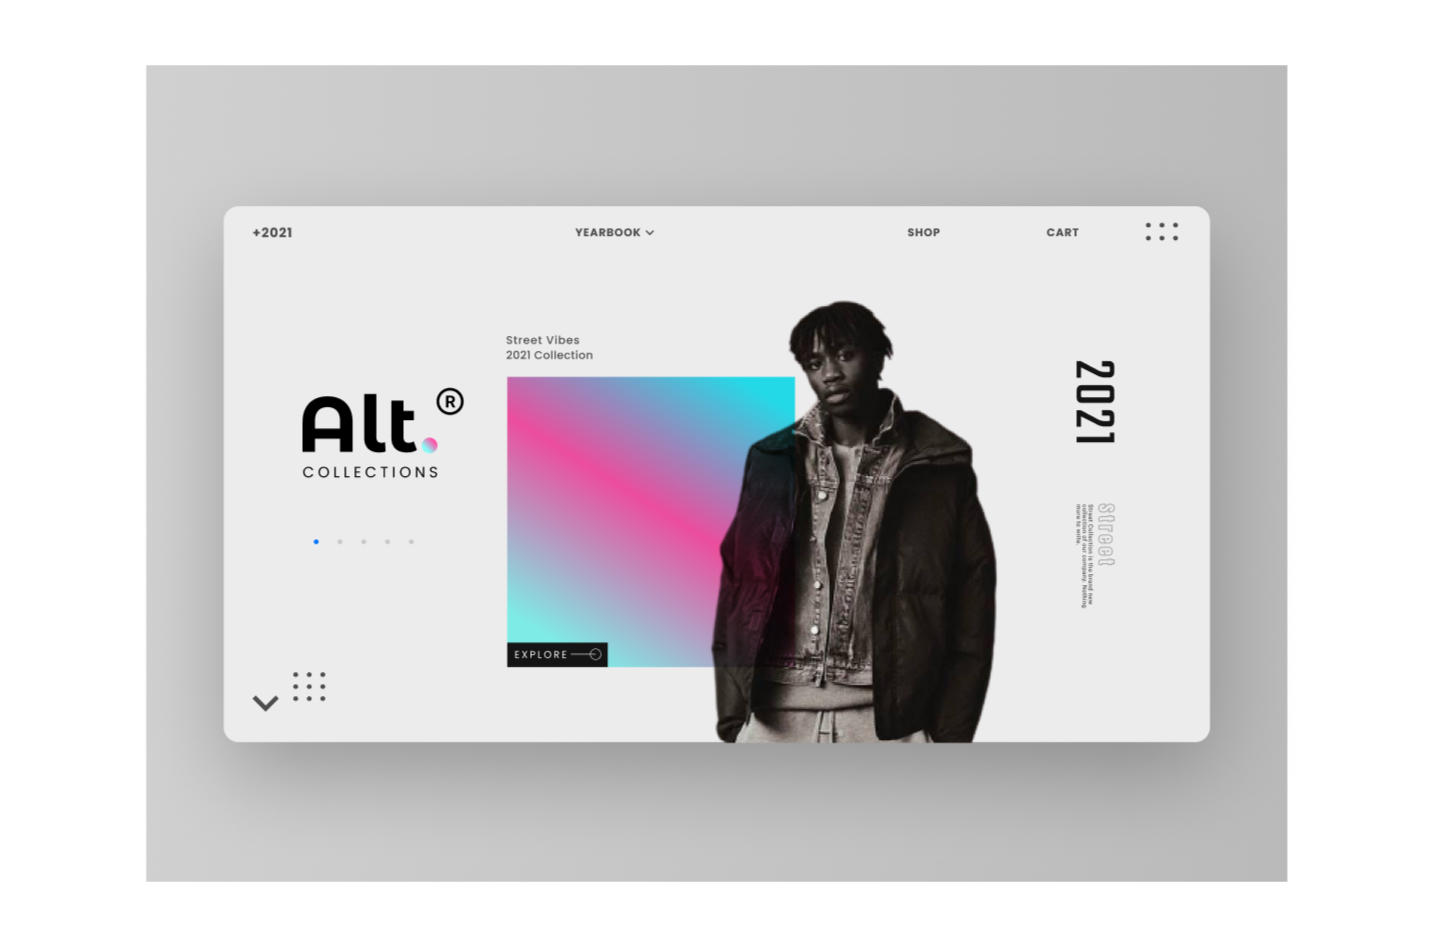 +2021
YEARBOOK
SHOP
CART
Street Vibes
2021 Collection
Alt.
®
COLLECTIONS
EXPLORE
2021
Street
Street Collection is the brand new
collection of our company. Nothing
more to write.